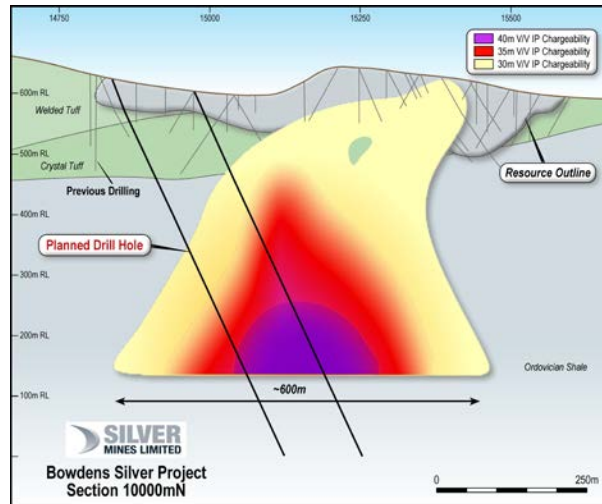 14750
15000
15250
15500
40m V/V IP Chargeability
35m V/V IP Chargeability
30m V/V IP Chargeability
600m RL
Welded Tuff
500m RL
Crystal Tuff
Previous Drilling
Resource Outline
400m RL
Planned Drill Hole
300m RL
200m RL
100m RL
Ordovician Shale
~600m
SILVER
MINES LIMITED
Bowdens Silver Project
Section 10000mN
0
250m